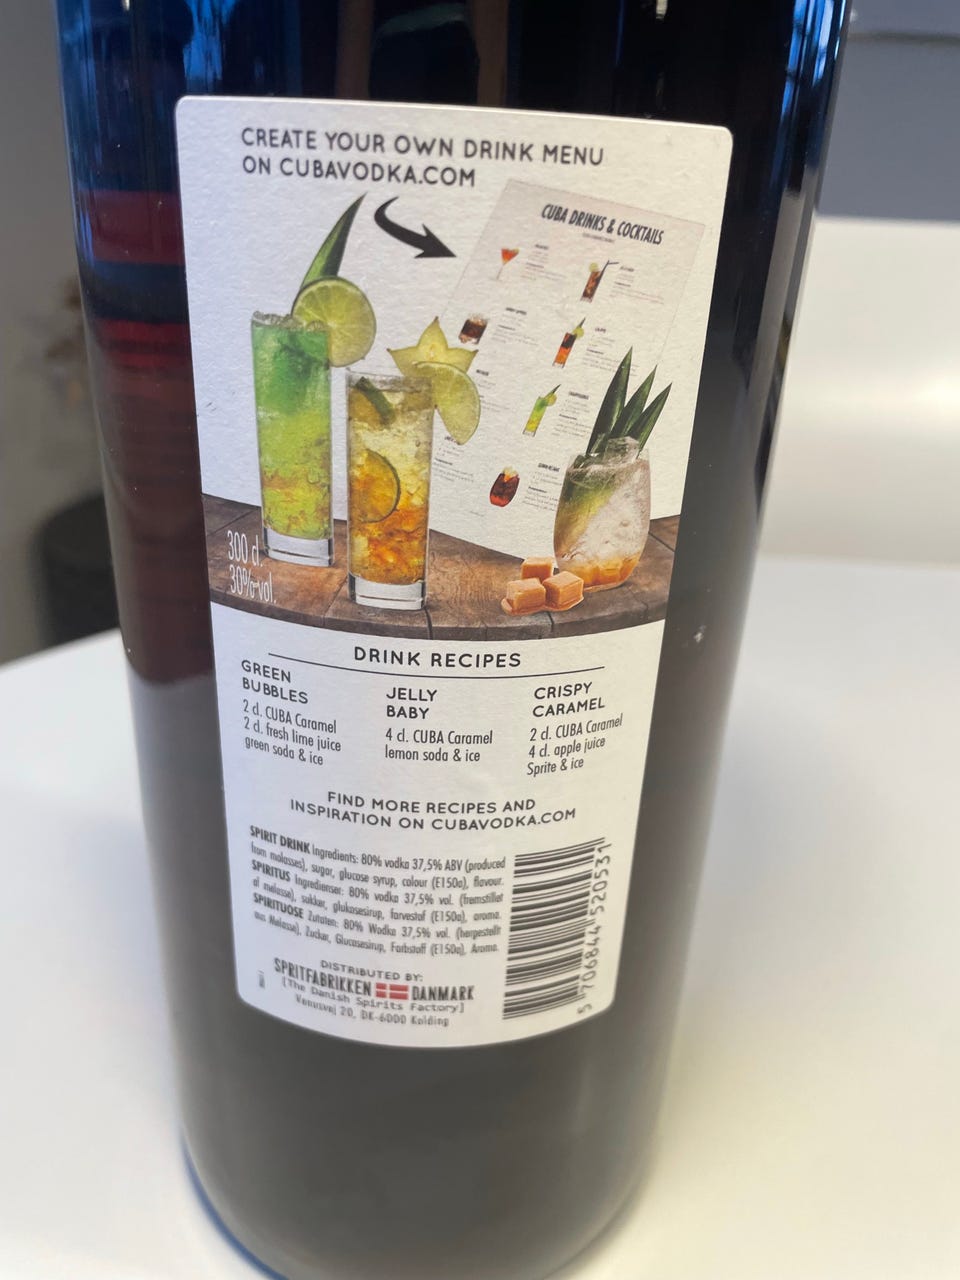 CREATE YOUR OWN DRINK MENU
ON CUBAVODKA.COM
CUBA DRINKS & COCKTAILS
300 cl.
30% vol.
DRINK RECIPES
GREEN
BUBBLES
2 cl. CUBA Caramel
2 cl. fresh lime juice
green soda & ice
JELLY
BABY
4 cl. CUBA Caramel
lemon soda & ice
CRISPY
CARAMEL
2 cl. CUBA Caramel
4 cl. apple juice
Sprite & ice
FIND MORE RECIPES AND
INSPIRATION ON CUBAVODKA.COM
SPIRIT DRINK Ingredients: 80% vodka 37,5% ABV (produced
from molasses), sugar, glucose syrup, colour (E150a), flavour.
SPIRITUS Ingredienser: 80% vodka 37,5% vol. (fremstillet
af melasse), sukker, glukosesirup, farvestof (E150a), aroma.
SPIRITUOSE Zutaten: 80% Wodka 37,5% vol. (hergestellt
aus Melasse), Zucker, Glucosesirup, Farbstoff (E150a), Aroma.
DISTRIBUTED BY:
SPRITFABRIKKEN DANMARK
[The Danish Spirits Factory]
Venusvej 20, DK-6000 Kolding
5 706844 520531